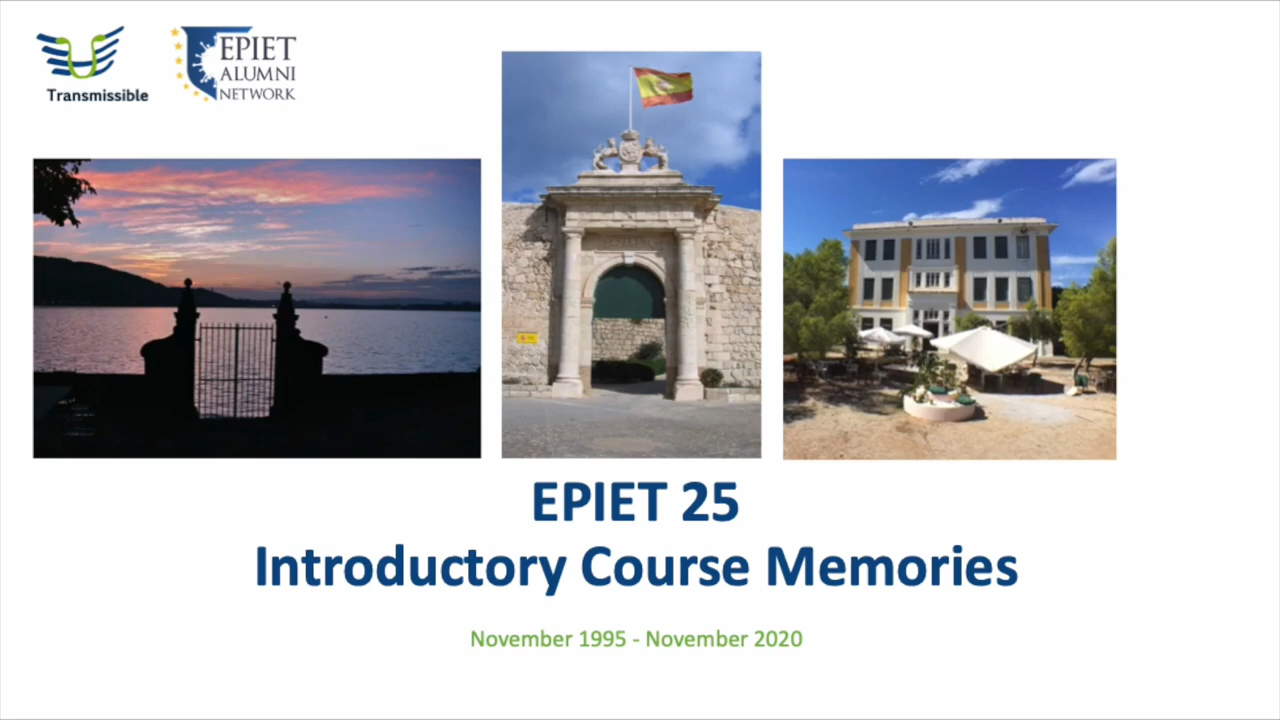 Transmissible
EPIET
ALUMNI
NETWORK
EPIET 25
Introductory Course Memories
November 1995 - November 2020